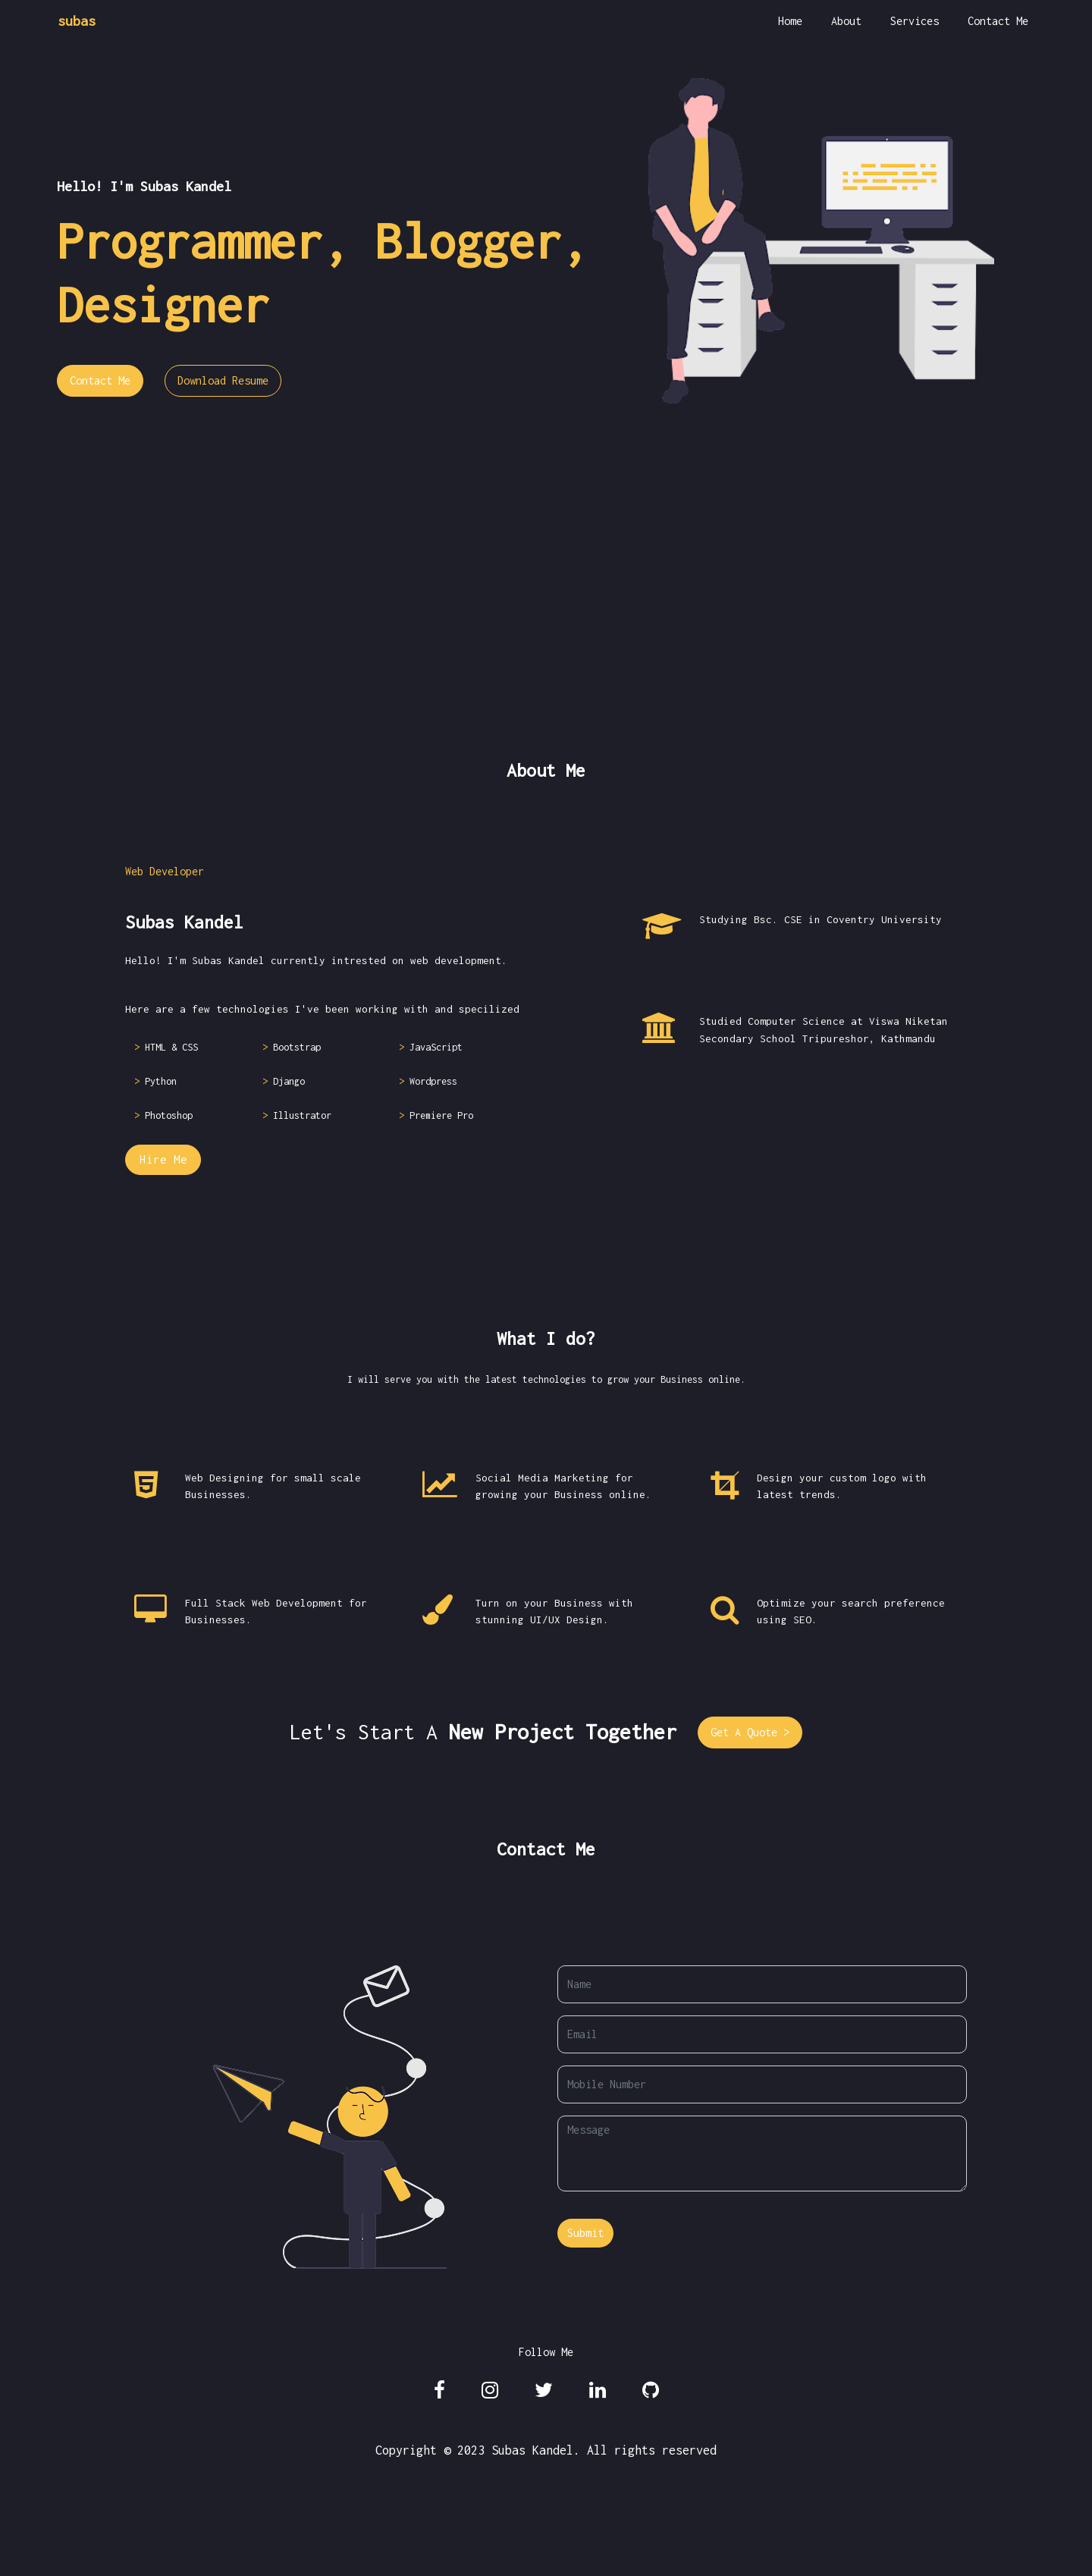 subas
Home About Services Contact Me
Hello! I'm Subas Kandel
Programmer, Blogger,
Designer
Contact Me Download Resume
About Me
Web Developer
Subas Kandel
Hello! I'm Subas Kandel currently intrested on web development.
Here are a few technologies I've been working with and specilized
> HTML & CSS > Bootstrap > JavaScript
> Python > Django > Wordpress
> Photoshop > Illustrator > Premiere Pro
Hire Me
Studying Bsc. CSE in Coventry University
Studied Computer Science at Viswa Niketan
Secondary School Tripureshor, Kathmandu
What I do?
I will serve you with the latest technologies to grow your Business online.
Web Designing for small scale
Businesses.
Social Media Marketing for
growing your Business online.
Design your custom logo with
latest trends.
Full Stack Web Development for
Businesses.
Turn on your Business with
stunning UI/UX Design.
Optimize your search preference
using SEO.
Let's Start A New Project Together Get A Quote >
Contact Me
Name
Email
Mobile Number
Message
Submit
Follow Me
Copyright © 2023 Subas Kandel. All rights reserved